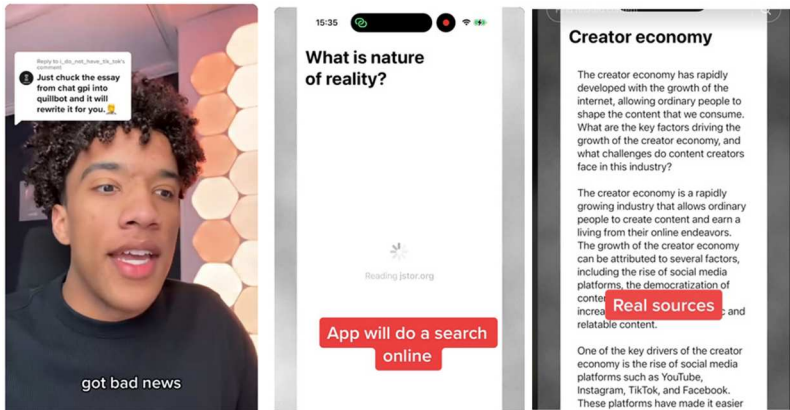 Reply to i_do_not_have_tik_tok's
comment
Just chuck the essay
from chat gpi into
quillbot and it will
rewrite it for you.🤦
got bad news
15:35
What is nature
of reality?
Reading jstor.org
App will do a search
online
Creator economy
The creator economy has rapidly
developed with the growth of the
internet, allowing ordinary people to
shape the content that we consume.
What are the key factors driving the
growth of the creator economy, and
what challenges do content creators
face in this industry?
The creator economy is a rapidly
growing industry that allows ordinary
people to create content and earn a
living from their online endeavors.
The growth of the creator economy
can be attributed to several factors,
including the rise of social media
platforms, the democratization of
Real sources
and
relatable content.
One of the key drivers of the creator
economy is the rise of social media
platforms such as YouTube,
Instagram, TikTok, and Facebook.
These platforms have made it easier